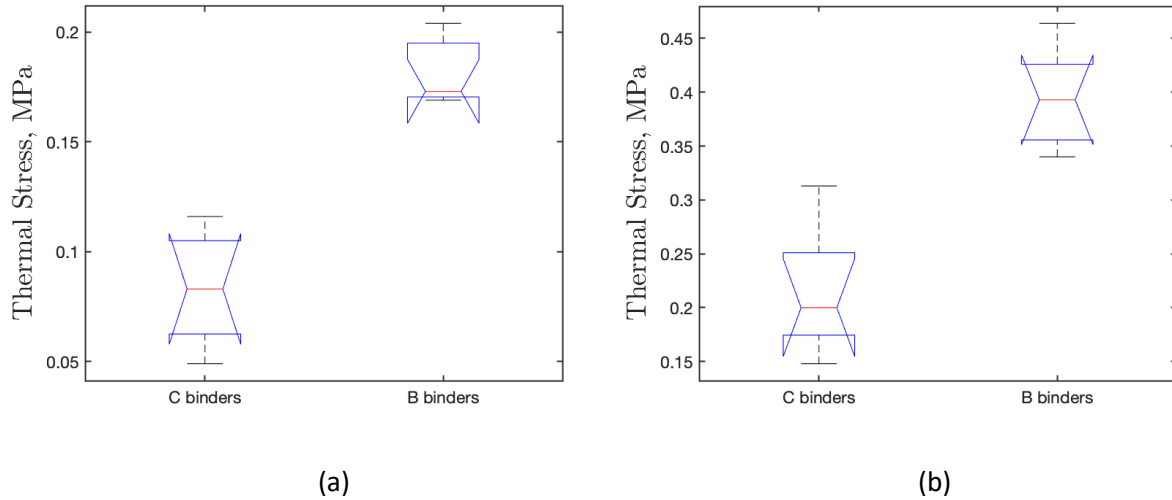 Thermal Stress, MPa
0.2
0.15
0.1
0.05
C binders
B binders
(a)
Thermal Stress, MPa
0.45
0.4
0.35
0.3
0.25
0.2
0.15
C binders
B binders
(b)